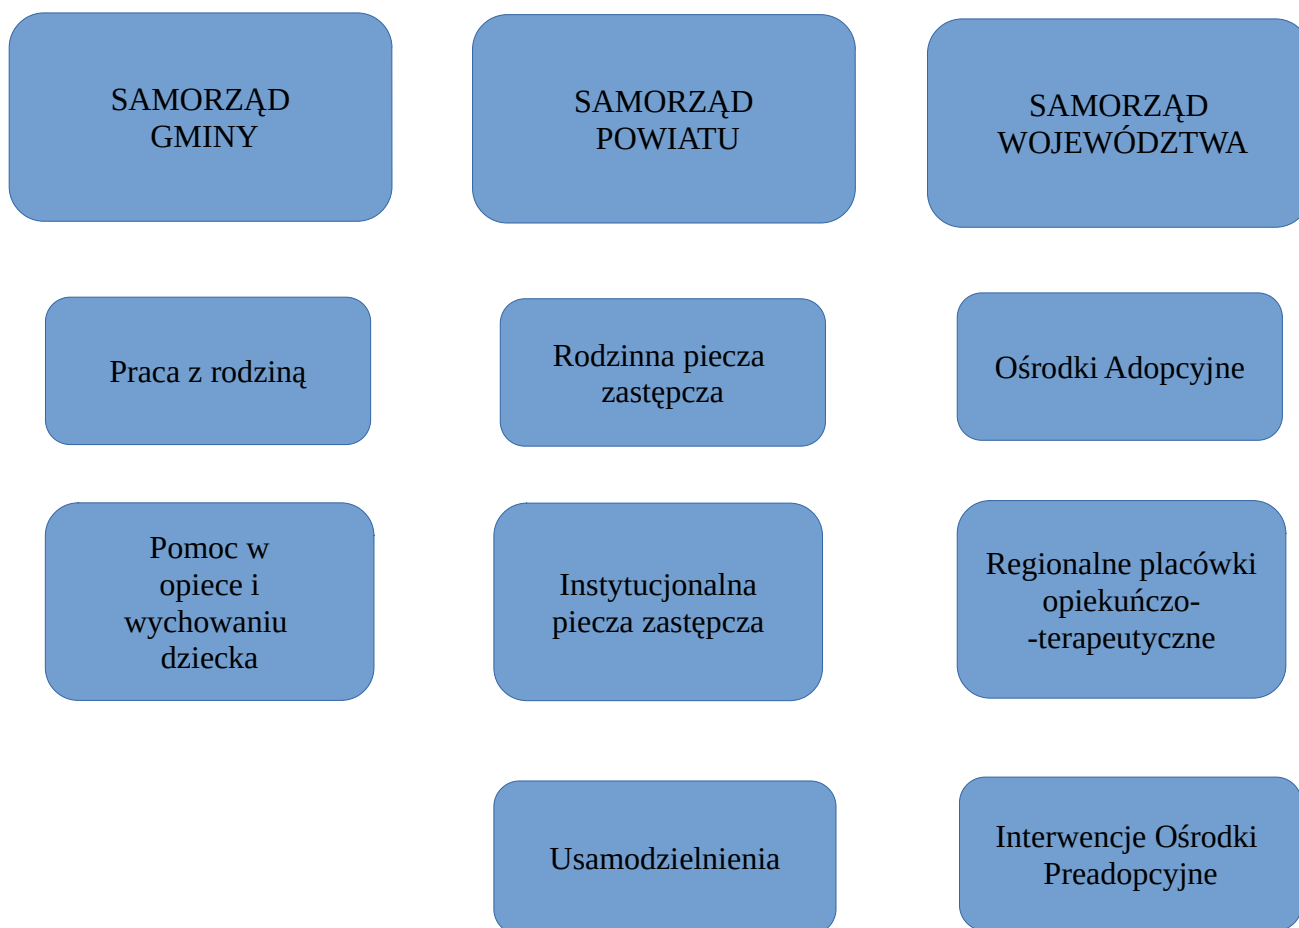 SAMORZĄD
GMINY
SAMORZĄD
POWIATU
SAMORZĄD
WOJEWÓDZTWA
Praca z rodziną
Rodzinna piecza
zastępcza
Ośrodki Adopcyjne
Pomoc w
opiece i
wychowaniu
dziecka
Instytucjonalna
piecza zastępcza
Regionalne placówki
opiekuńczo-
-terapeutyczne
Usamodzielnienia
Interwencje Ośrodki
Preadopcyjne